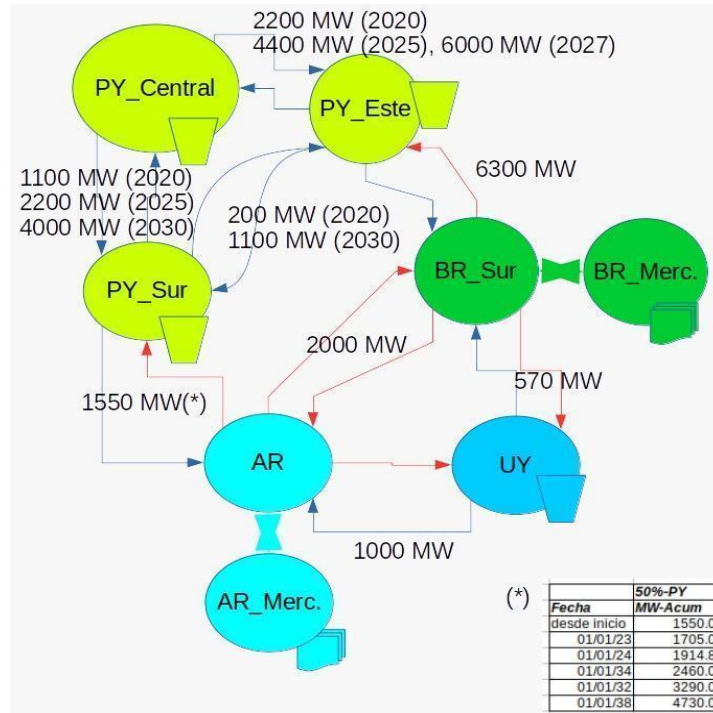 2200 MW (2020)
4400 MW (2025), 6000 MW (2027)
PY_Central
PY_Este
6300 MW
1100 MW (2020)
2200 MW (2025)
4000 MW (2030)
200 MW (2020)
1100 MW (2030)
BR_Sur
BR_Merc.
PY_Sur
2000 MW
570 MW
1550 MW(*)
AR
UY
1000 MW
AR_Merc.
(*)
50%-PY
Fecha MW-Acum
desde inicio 1550.0
01/01/23 1705.0
01/01/24 1914.8
01/01/34 2460.0
01/01/32 3290.0
01/01/38 4730.0